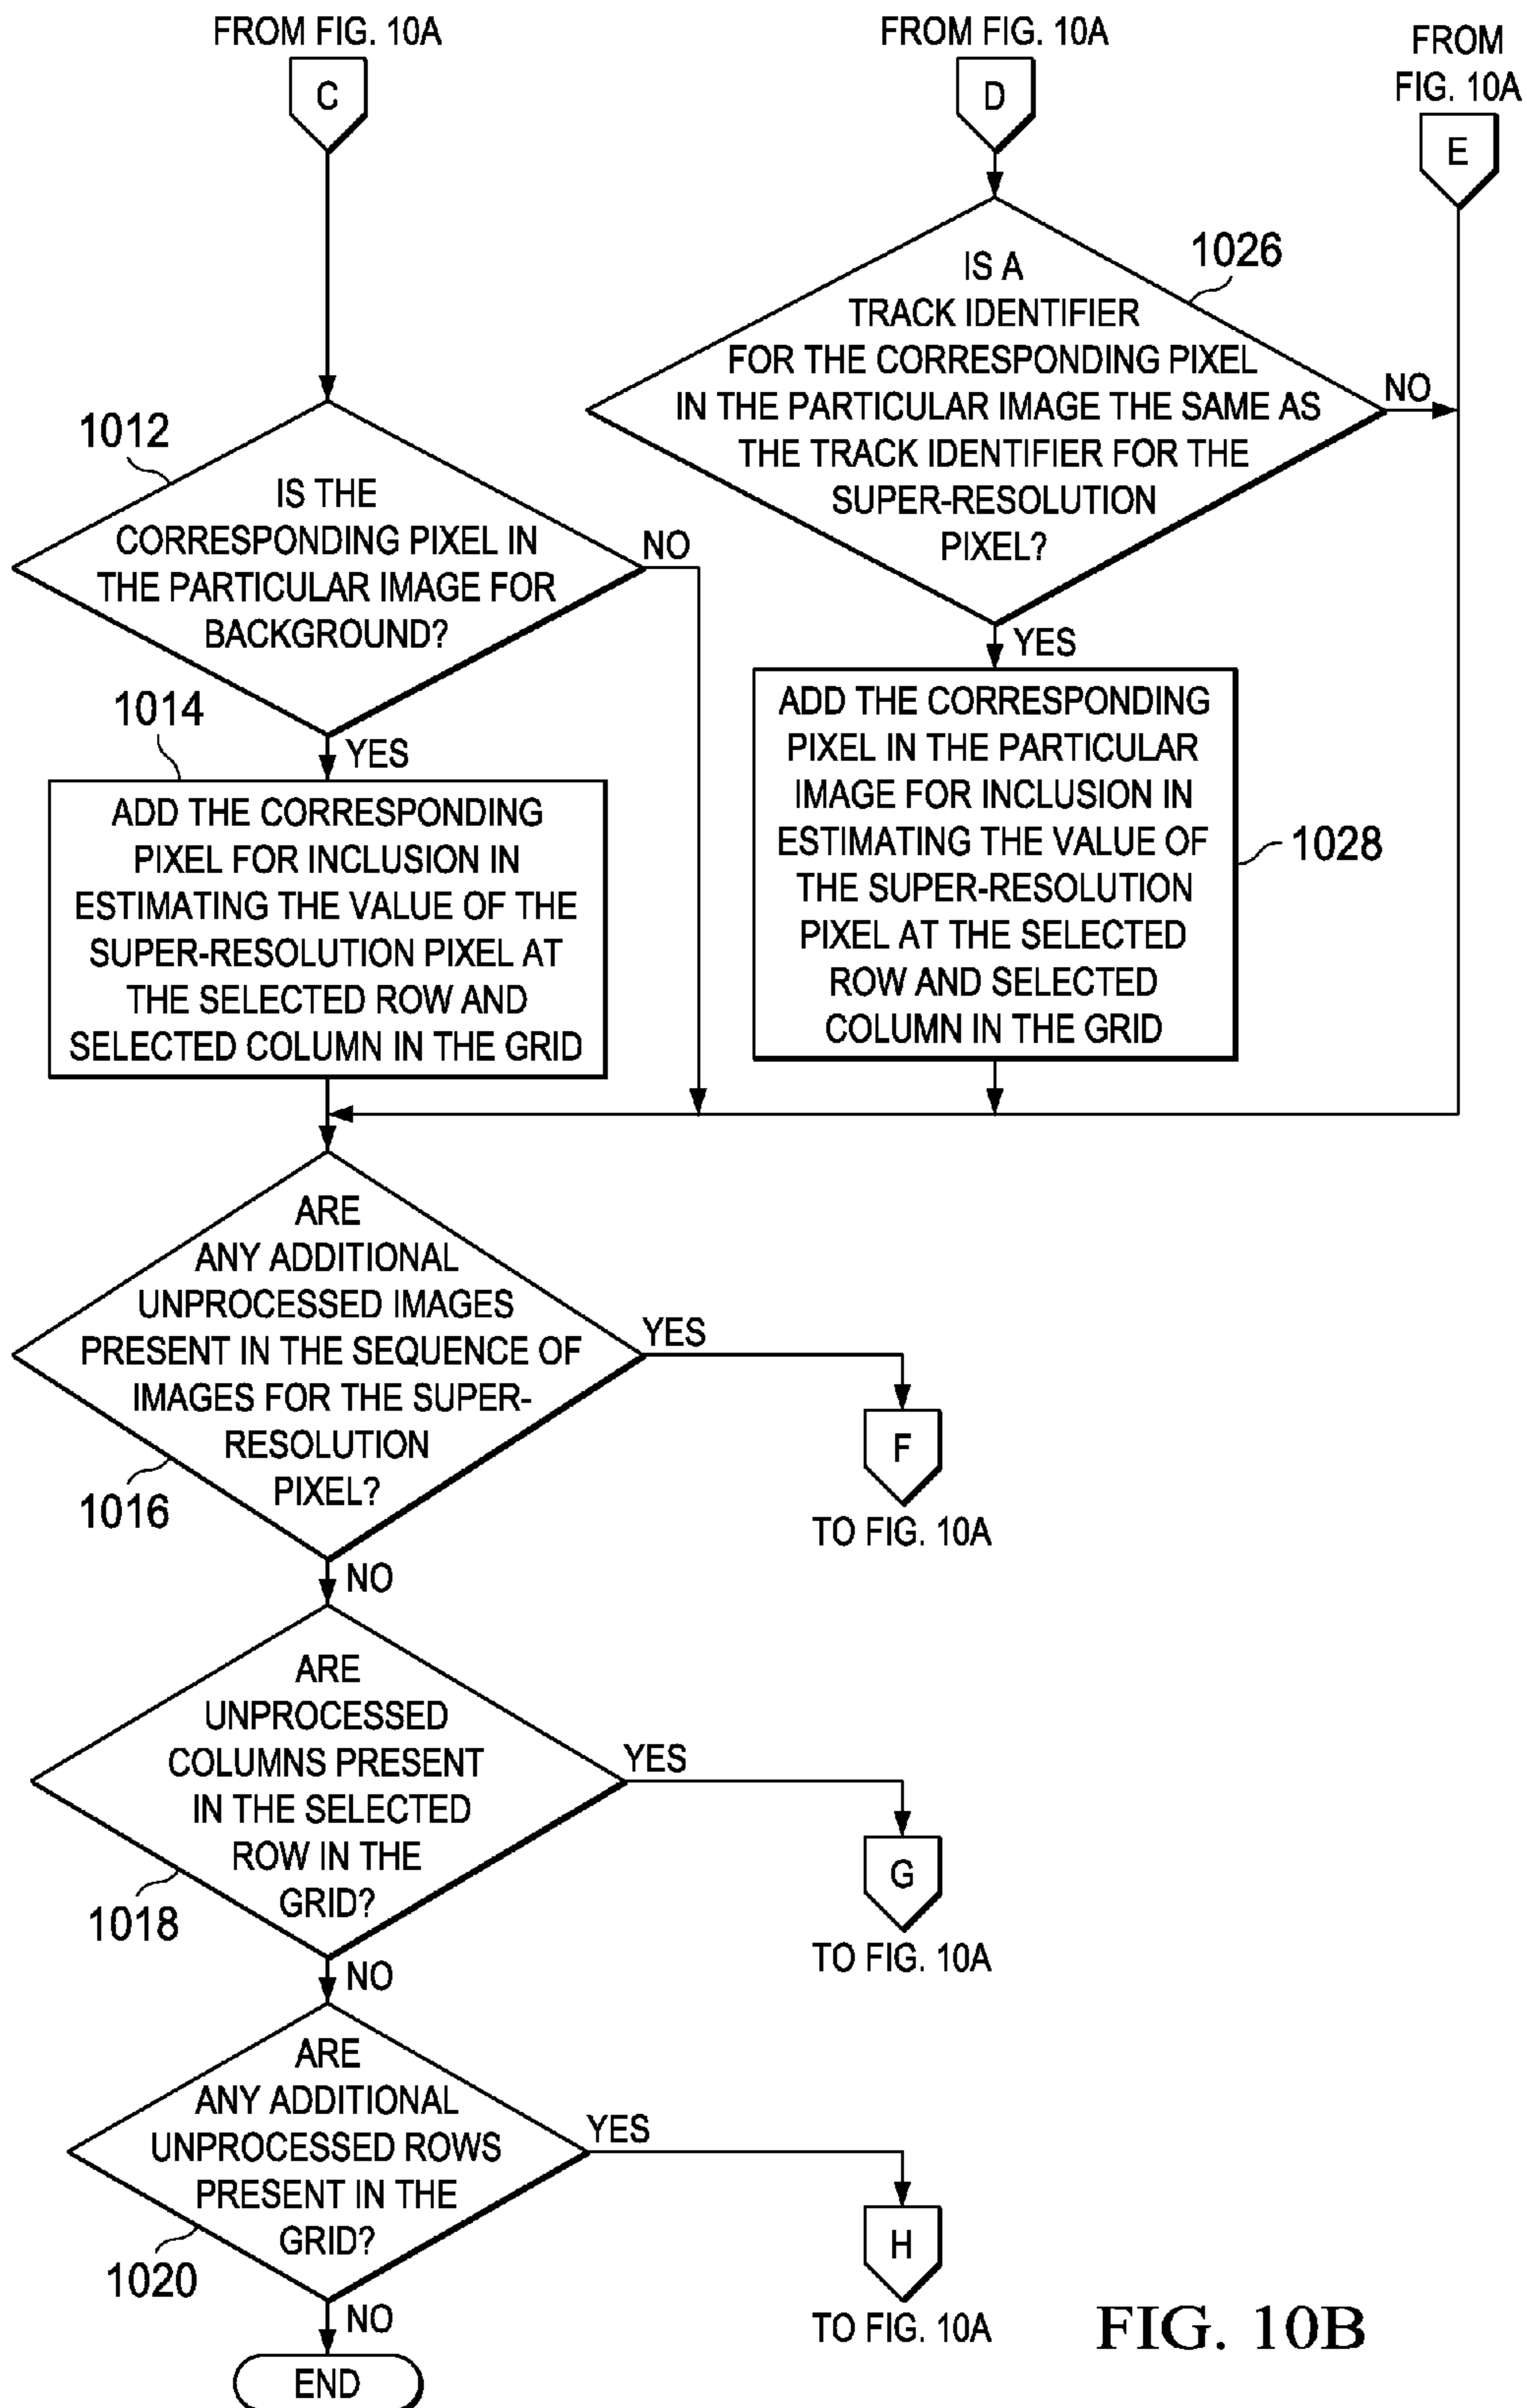 FROM FIG. 10A
C
FROM FIG. 10A
D
FROM
FIG. 10A
E
1026
IS A
TRACK IDENTIFIER
FOR THE CORRESPONDING PIXEL
IN THE PARTICULAR IMAGE THE SAME AS
THE TRACK IDENTIFIER FOR THE
SUPER-RESOLUTION
PIXEL?
NO
YES
1012
IS THE
CORRESPONDING PIXEL IN
THE PARTICULAR IMAGE FOR
BACKGROUND?
NO
YES
1014
ADD THE CORRESPONDING
PIXEL FOR INCLUSION IN
ESTIMATING THE VALUE OF THE
SUPER-RESOLUTION PIXEL AT
THE SELECTED ROW AND
SELECTED COLUMN IN THE GRID
ADD THE CORRESPONDING
PIXEL IN THE PARTICULAR
IMAGE FOR INCLUSION IN
ESTIMATING THE VALUE OF
THE SUPER-RESOLUTION
PIXEL AT THE SELECTED
ROW AND SELECTED
COLUMN IN THE GRID
1028
ARE
ANY ADDITIONAL
UNPROCESSED IMAGES
PRESENT IN THE SEQUENCE OF
IMAGES FOR THE SUPER-
RESOLUTION
PIXEL?
1016
YES
F
TO FIG. 10A
NO
ARE
UNPROCESSED
COLUMNS PRESENT
IN THE SELECTED
ROW IN THE
GRID?
1018
YES
G
TO FIG. 10A
NO
ARE
ANY ADDITIONAL
UNPROCESSED ROWS
PRESENT IN THE
GRID?
1020
YES
H
TO FIG. 10A
NO
END
FIG. 10B